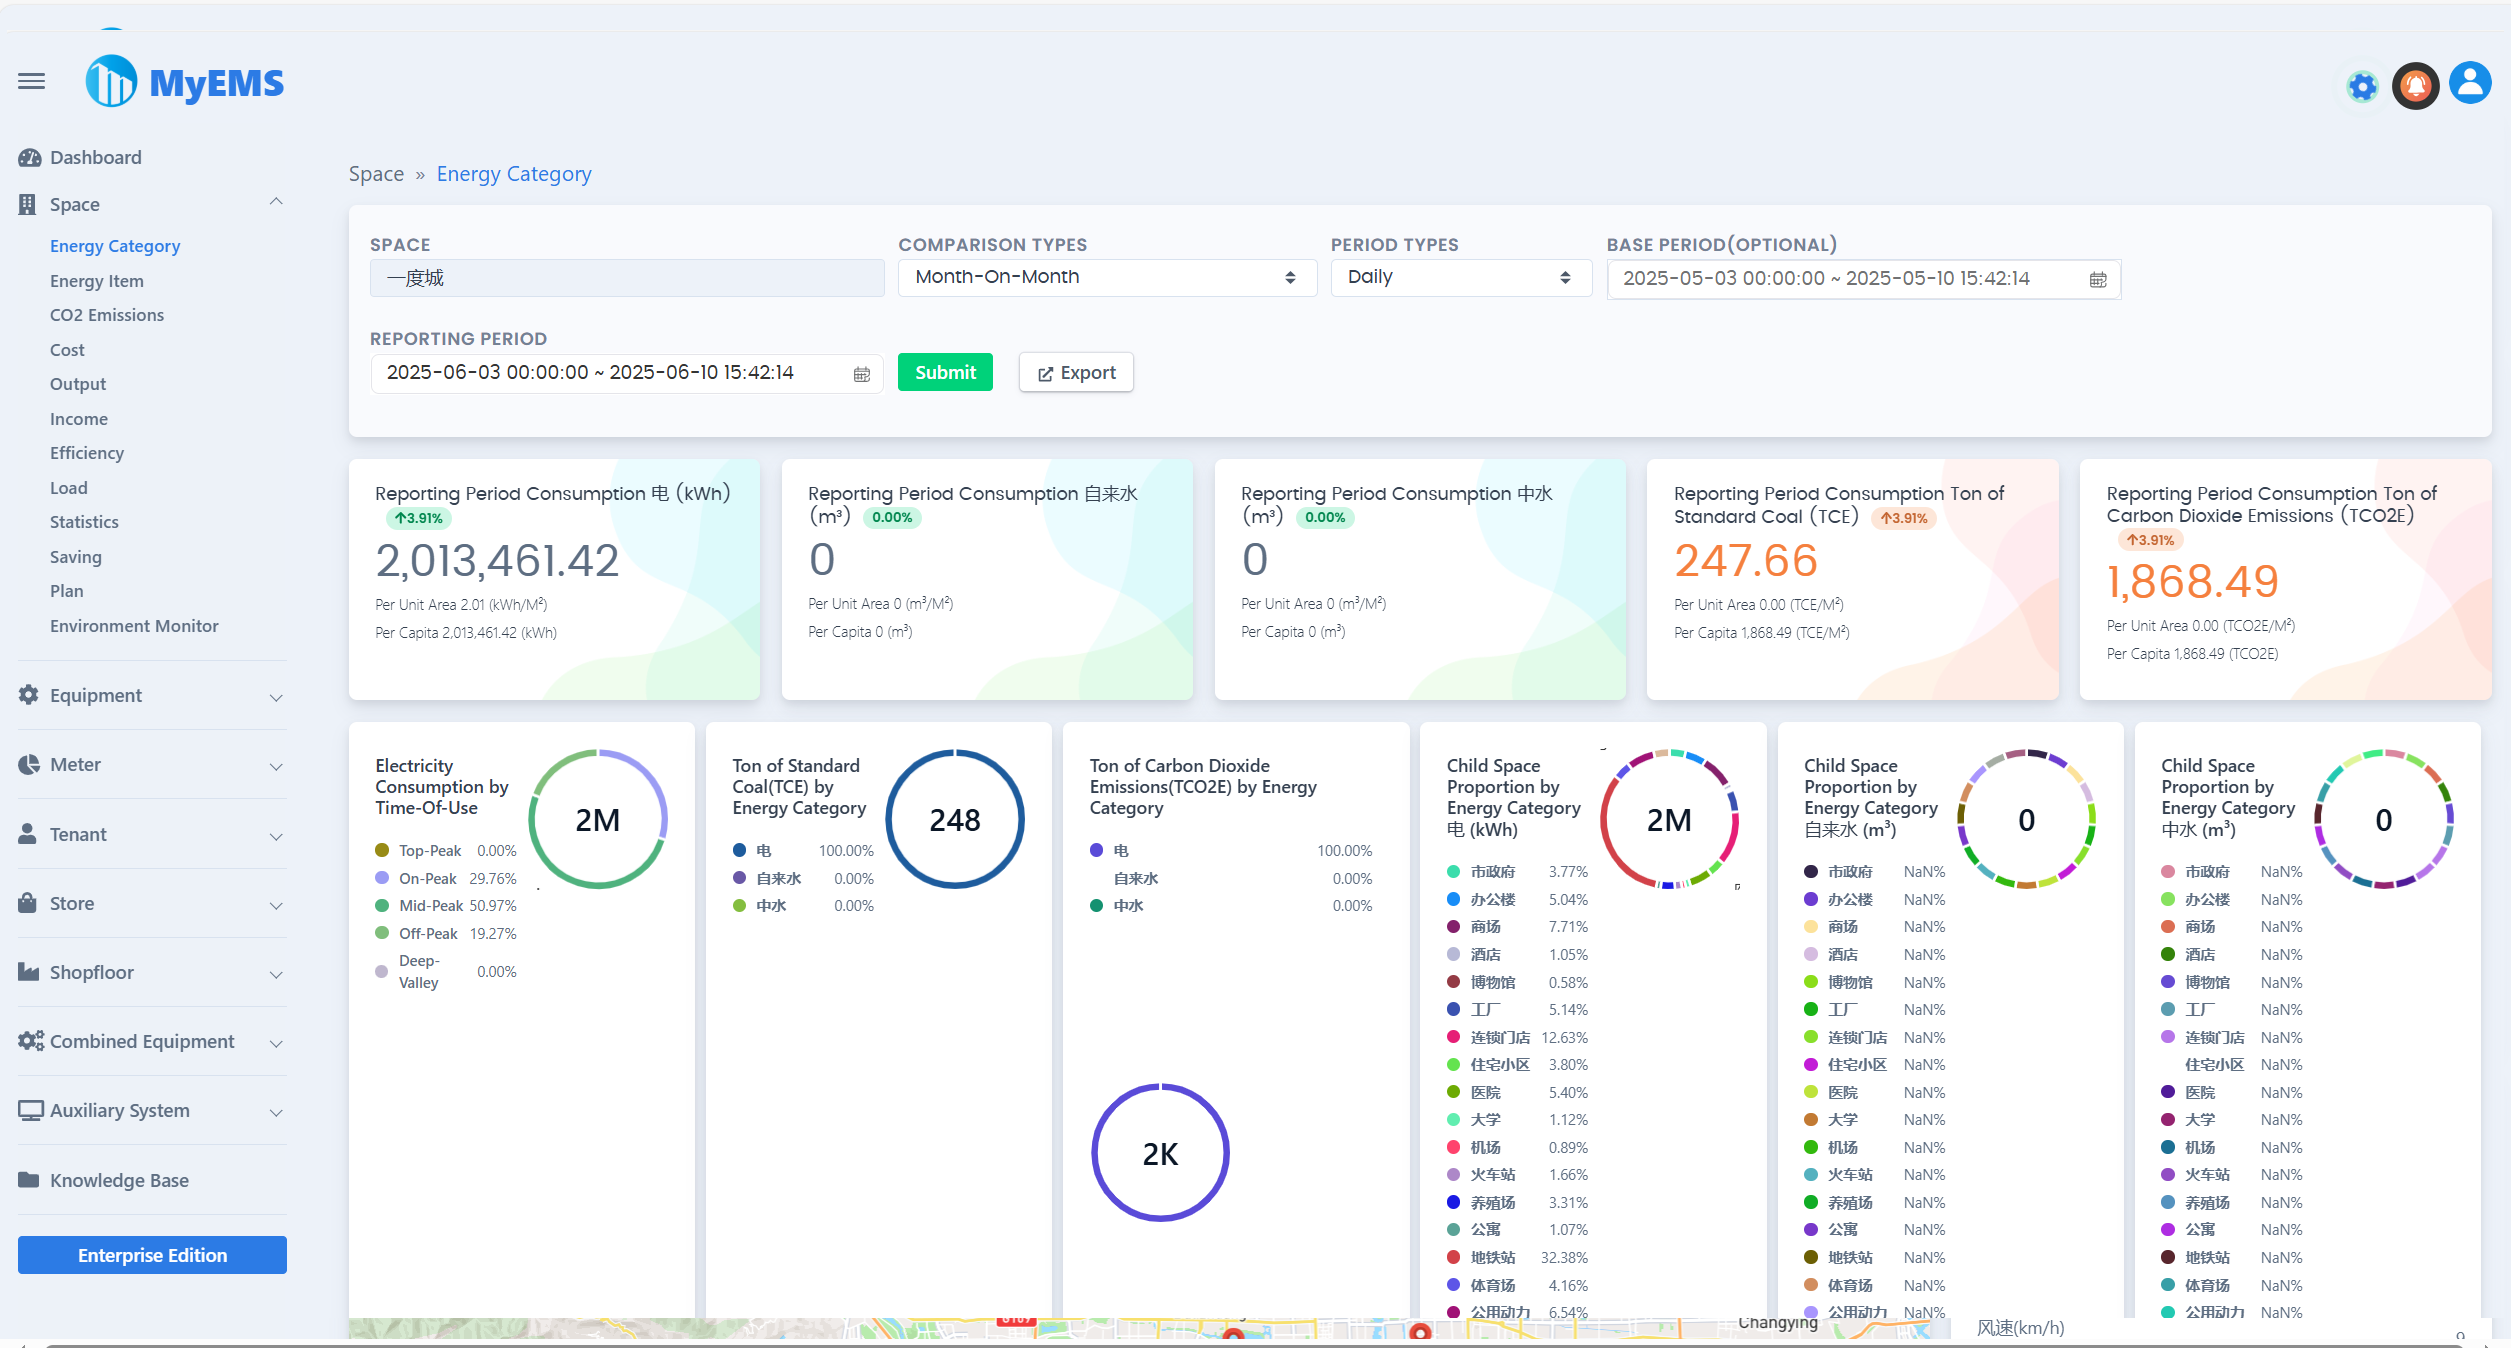 MyEMS
Dashboard
Space
Energy Category
Energy Item
CO2 Emissions
Cost
Output
Income
Efficiency
Load
Statistics
Saving
Plan
Environment Monitor
Equipment
Meter
Tenant
Store
Shopfloor
Combined Equipment
Auxiliary System
Knowledge Base
Enterprise Edition
Space » Energy Category
SPACE
一度城
COMPARISON TYPES
Month-On-Month
PERIOD TYPES
Daily
BASE PERIOD(OPTIONAL)
2025-05-03 00:00:00 ~ 2025-05-10 15:42:14
REPORTING PERIOD
2025-06-03 00:00:00 ~ 2025-06-10 15:42:14
Submit
Export
Reporting Period Consumption 电 (kWh)
↑3.91%
2,013,461.42
Per Unit Area 2.01 (kWh/M²)
Per Capita 2,013,461.42 (kWh)
Reporting Period Consumption 自来水
(m³) 0.00%
0
Per Unit Area 0 (m³/M²)
Per Capita 0 (m³)
Reporting Period Consumption 中水
(m³) 0.00%
0
Per Unit Area 0 (m³/M²)
Per Capita 0 (m³)
Reporting Period Consumption Ton of
Standard Coal (TCE) ↑3.91%
247.66
Per Unit Area 0.00 (TCE/M²)
Per Capita 1,868.49 (TCE/M²)
Reporting Period Consumption Ton of
Carbon Dioxide Emissions (TCO2E)
↑3.91%
1,868.49
Per Unit Area 0.00 (TCO2E/M²)
Per Capita 1,868.49 (TCO2E)
Electricity
Consumption by
Time-Of-Use
Top-Peak 0.00%
On-Peak 29.76%
Mid-Peak 50.97%
Off-Peak 19.27%
Deep-
Valley 0.00%
2M
Ton of Standard
Coal(TCE) by
Energy Category
电 100.00%
自来水 0.00%
中水 0.00%
248
Ton of Carbon Dioxide
Emissions(TCO2E) by Energy
Category
电 100.00%
自来水 0.00%
中水 0.00%
2K
Child Space
Proportion by
Energy Category
电 (kWh)
2M
市政府 3.77%
办公楼 5.04%
商场 7.71%
酒店 1.05%
博物馆 0.58%
工厂 5.14%
连锁门店 12.63%
住宅小区 3.80%
医院 5.40%
大学 1.12%
机场 0.89%
火车站 1.66%
养殖场 3.31%
公寓 1.07%
地铁站 32.38%
体育场 4.16%
公用动力 6.54%
Child Space
Proportion by
Energy Category
自来水 (m³)
0
市政府 NaN%
办公楼 NaN%
商场 NaN%
酒店 NaN%
博物馆 NaN%
工厂 NaN%
连锁门店 NaN%
住宅小区 NaN%
医院 NaN%
大学 NaN%
机场 NaN%
火车站 NaN%
养殖场 NaN%
公寓 NaN%
地铁站 NaN%
体育场 NaN%
公用动力 NaN%
Child Space
Proportion by
Energy Category
中水 (m³)
0
市政府 NaN%
办公楼 NaN%
商场 NaN%
酒店 NaN%
博物馆 NaN%
工厂 NaN%
连锁门店 NaN%
住宅小区 NaN%
医院 NaN%
大学 NaN%
机场 NaN%
火车站 NaN%
养殖场 NaN%
公寓 NaN%
地铁站 NaN%
体育场 NaN%
公用动力 NaN%
Changying
风速(km/h)